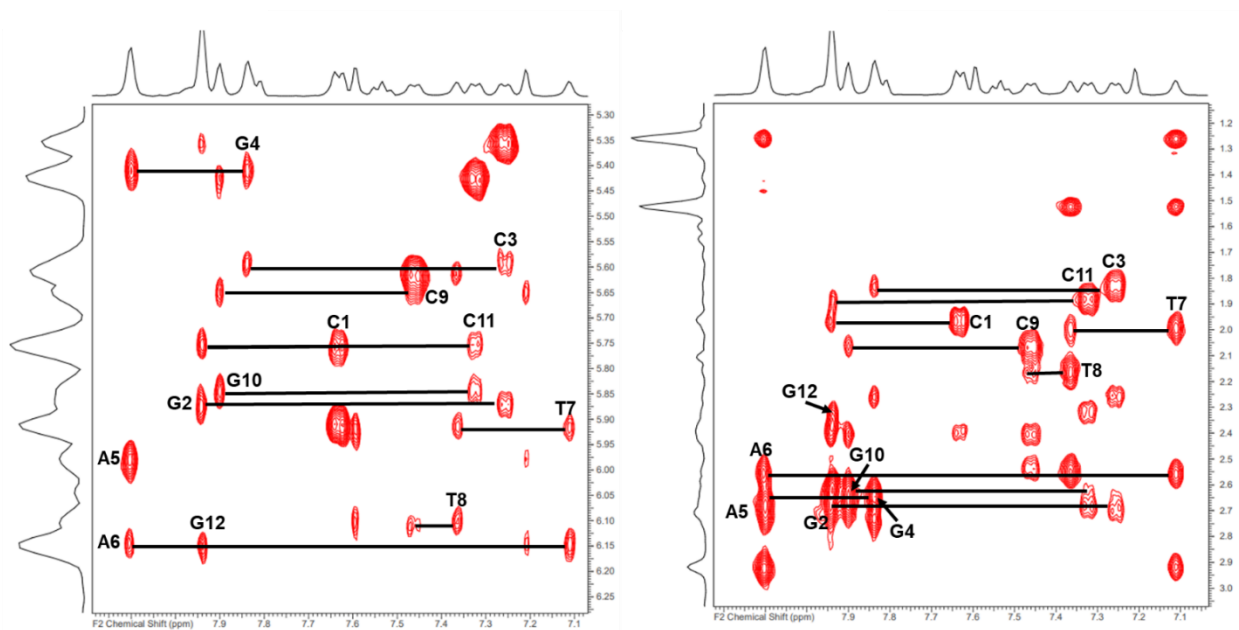 5.30
5.35
5.40
5.45
5.50
5.55
5.60
5.65
5.70
5.75
5.80
5.85
5.90
5.95
6.00
6.05
6.10
6.15
6.20
6.25
G4
C3
C9
C1
C11
G10
G2
T7
A5
T8
A6
G12
F2 Chemical Shift (ppm)
7.9
7.8
7.7
7.6
7.5
7.4
7.3
7.2
7.1
1.2
1.3
1.4
1.5
1.6
1.7
1.8
1.9
2.0
2.1
2.2
2.3
2.4
2.5
2.6
2.7
2.8
2.9
3.0
C3
C11
T7
C1
C9
T8
G12
A6
G10
A5
G2
G4
F2 Chemical Shift (ppm)
7.9
7.8
7.7
7.6
7.5
7.4
7.3
7.2
7.1